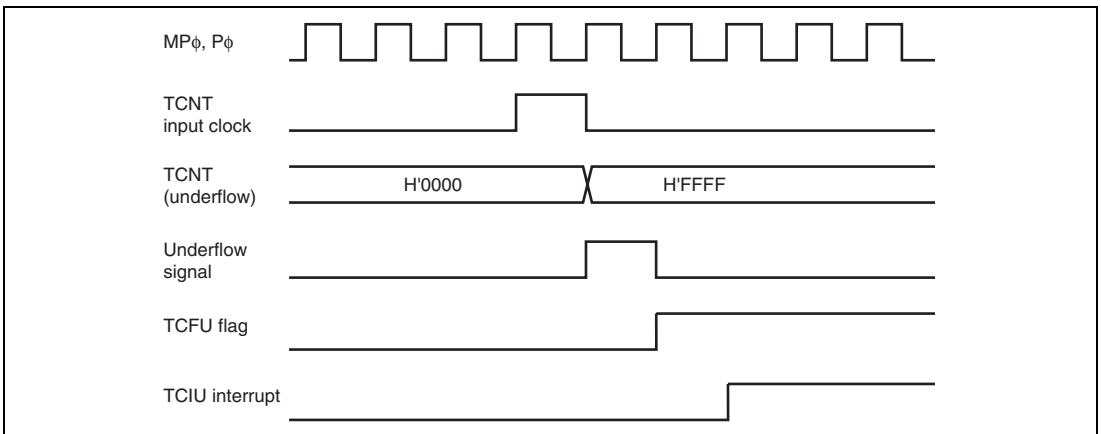 MPϕ, Pϕ
TCNT
input clock
TCNT
(underflow)
H'0000
H'FFFF
Underflow
signal
TCFU flag
TCIU interrupt